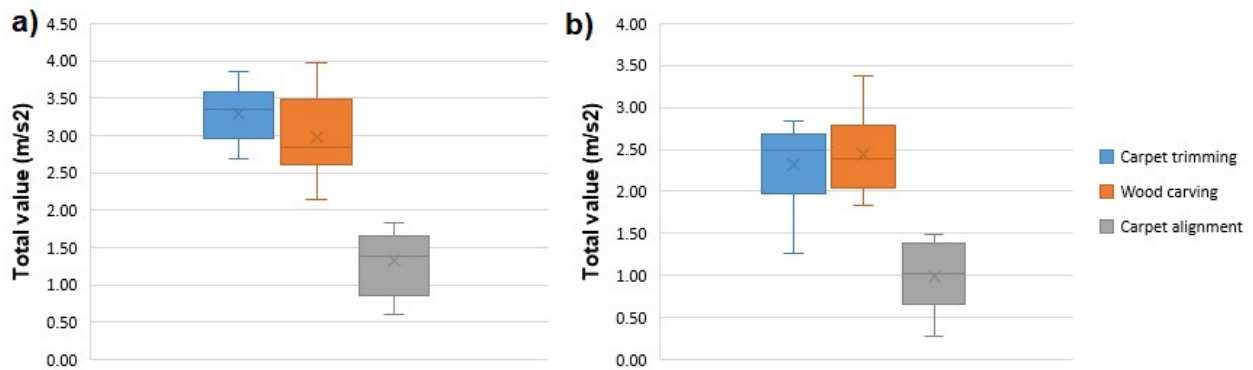 a)
Total value (m/s2)
4.50
4.00
3.50
3.00
2.50
2.00
1.50
1.00
0.50
0.00
b)
Total value (m/s2)
4.00
3.50
3.00
2.50
2.00
1.50
1.00
0.50
0.00
Carpet trimming
Wood carving
Carpet alignment